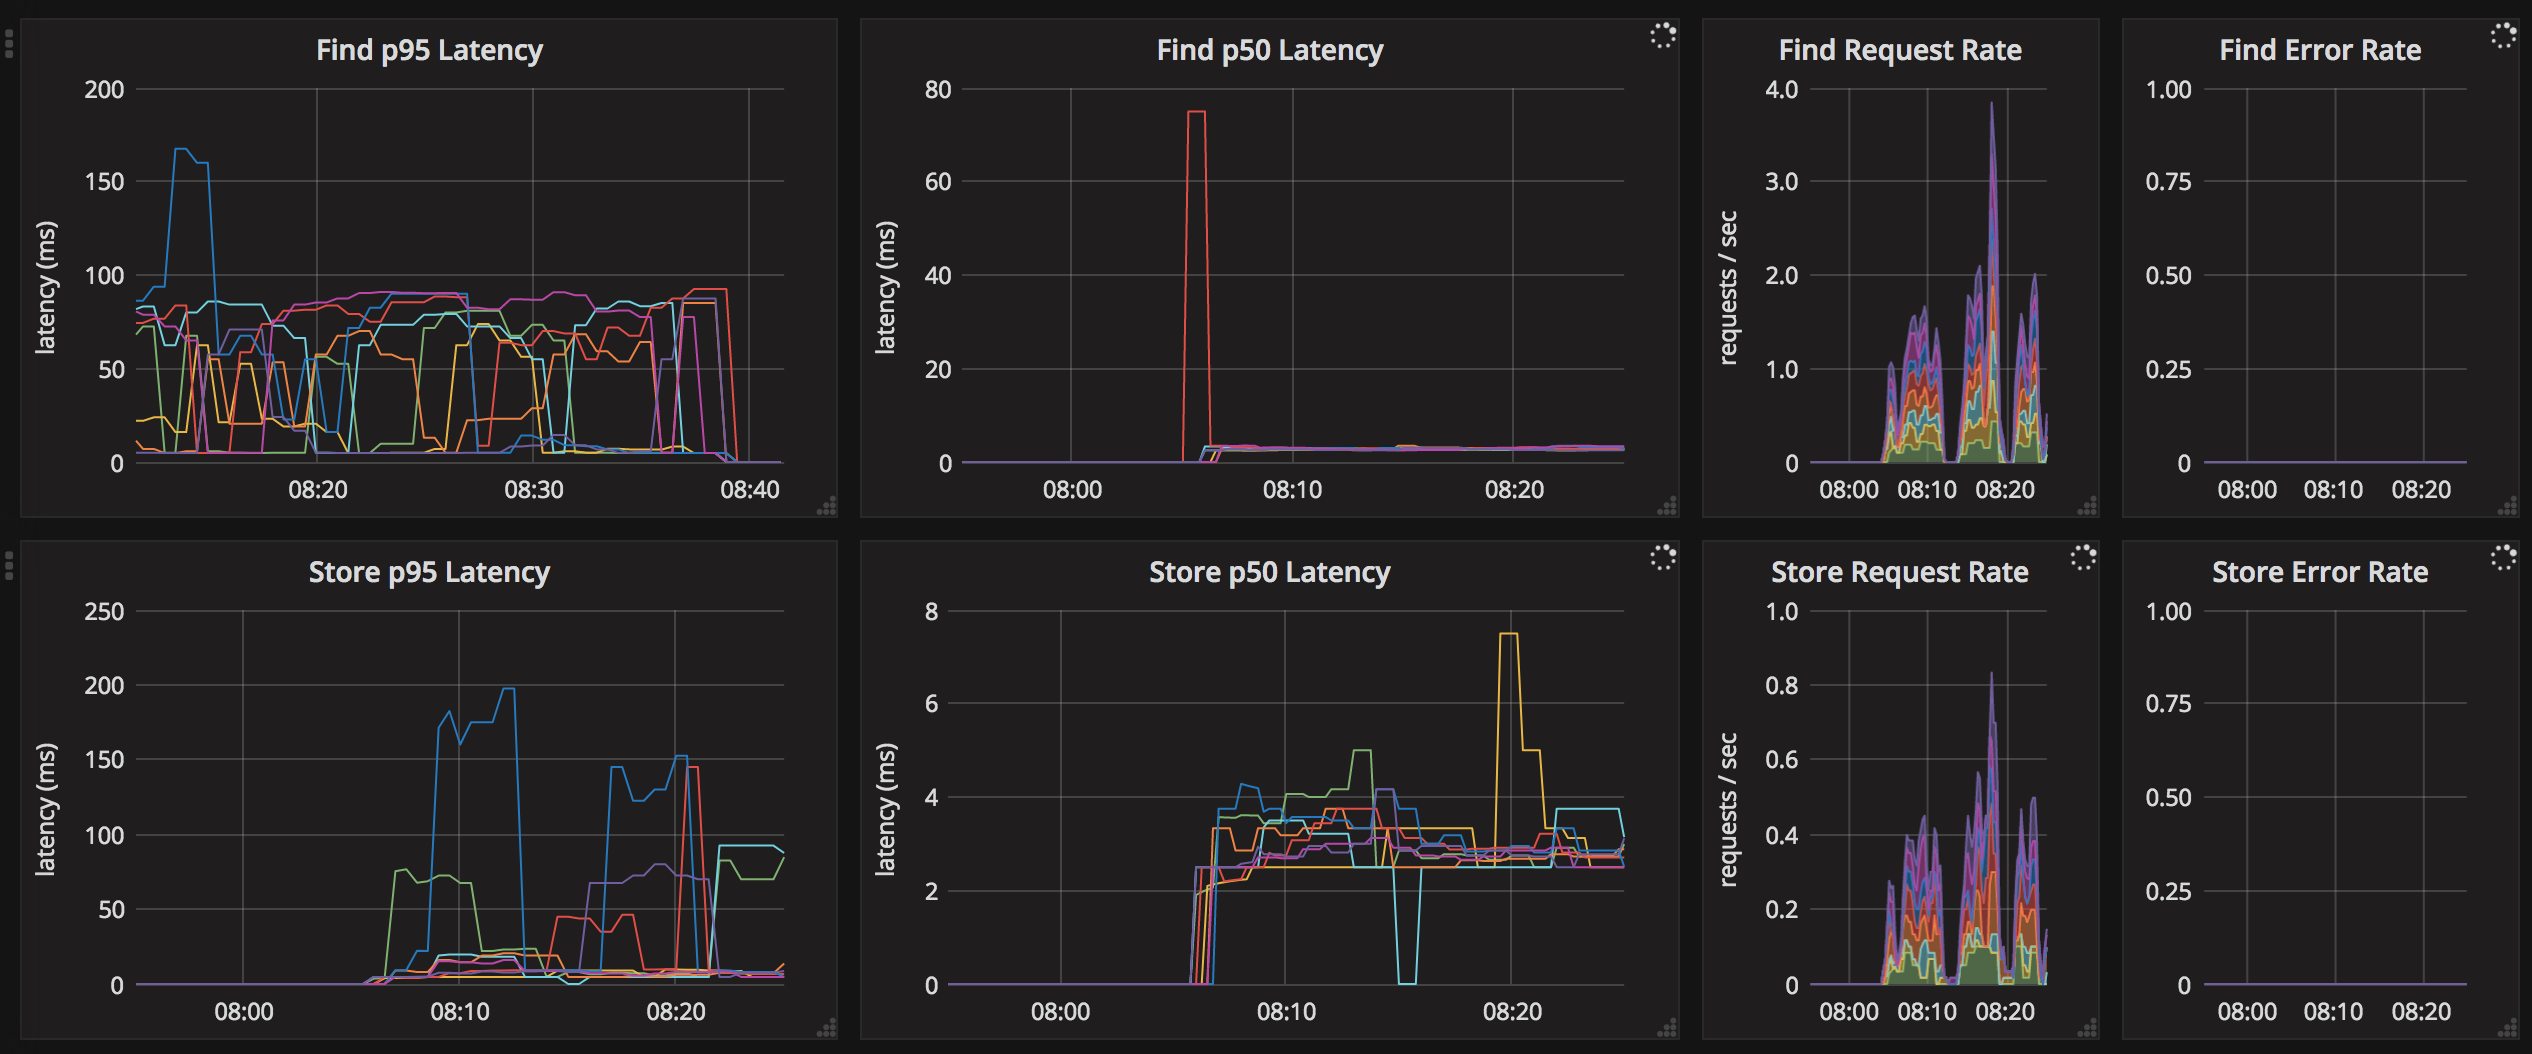 Find p95 Latency
200
150
100
50
0
latency (ms)
08:20 08:30 08:40
Find p50 Latency
80
60
40
20
0
latency (ms)
08:00 08:10 08:20
Find Request Rate
4.0
3.0
2.0
1.0
0
requests / sec
08:00 08:10 08:20
Find Error Rate
1.00
0.75
0.50
0.25
0
08:00 08:10 08:20
Store p95 Latency
250
200
150
100
50
0
latency (ms)
08:00 08:10 08:20
Store p50 Latency
8
6
4
2
0
latency (ms)
08:00 08:10 08:20
Store Request Rate
1.0
0.8
0.6
0.4
0.2
0
requests / sec
08:00 08:10 08:20
Store Error Rate
1.00
0.75
0.50
0.25
0
08:00 08:10 08:20